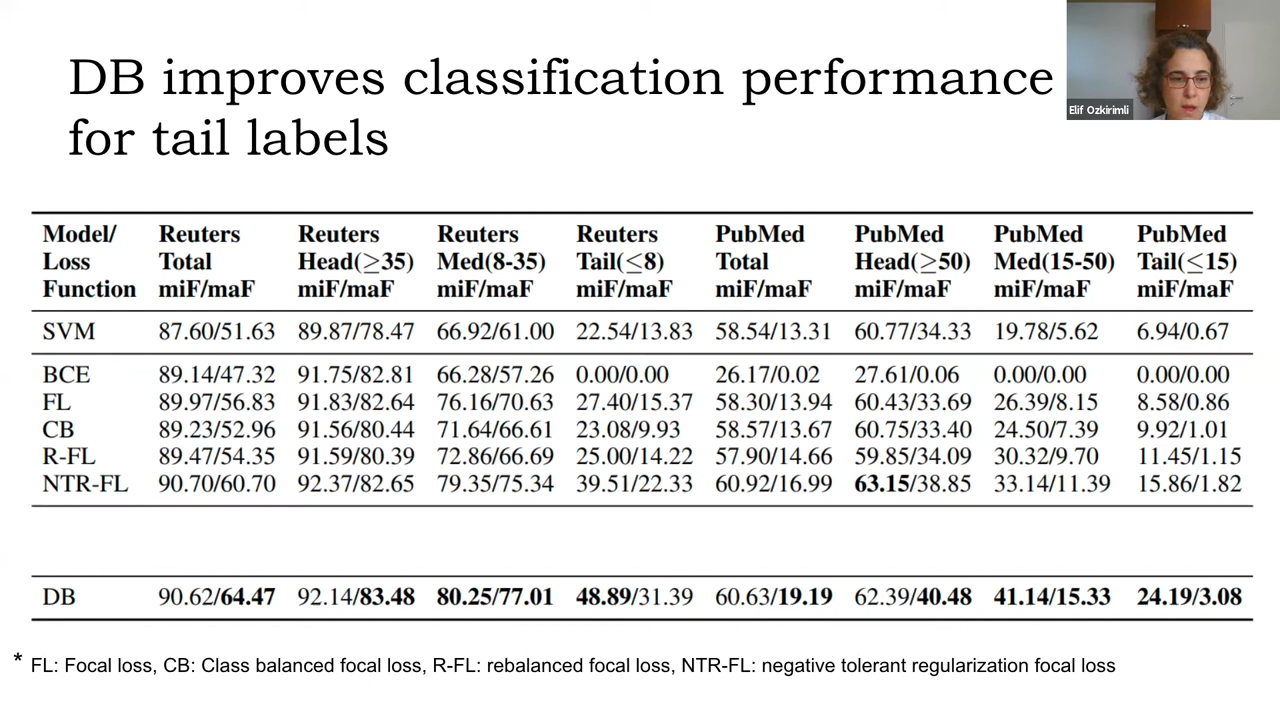 DB improves classification performance
for tail labels
Elif Ozkirimli
Model/ Reuters Reuters Reuters Reuters PubMed PubMed PubMed PubMed
Loss Total Head(≥35) Med(8-35) Tail(≤8) Total Head(≥50) Med(15-50) Tail(≤15)
Function miF/maF miF/maF miF/maF miF/maF miF/maF miF/maF miF/maF miF/maF
SVM 87.60/51.63 89.87/78.47 66.92/61.00 22.54/13.83 58.54/13.31 60.77/34.33 19.78/5.62 6.94/0.67
BCE 89.14/47.32 91.75/82.81 66.28/57.26 0.00/0.00 26.17/0.02 27.61/0.06 0.00/0.00 0.00/0.00
FL 89.97/56.83 91.83/82.64 76.16/70.63 27.40/15.37 58.30/13.94 60.43/33.69 26.39/8.15 8.58/0.86
CB 89.23/52.96 91.56/80.44 71.64/66.61 23.08/9.93 58.57/13.67 60.75/33.40 24.50/7.39 9.92/1.01
R-FL 89.47/54.35 91.59/80.39 72.86/66.69 25.00/14.22 57.90/14.66 59.85/34.09 30.32/9.70 11.45/1.15
NTR-FL 90.70/60.70 92.37/82.65 79.35/75.34 39.51/22.33 60.92/16.99 63.15/38.85 33.14/11.39 15.86/1.82
DB 90.62/64.47 92.14/83.48 80.25/77.01 48.89/31.39 60.63/19.19 62.39/40.48 41.14/15.33 24.19/3.08
* FL: Focal loss, CB: Class balanced focal loss, R-FL: rebalanced focal loss, NTR-FL: negative tolerant regularization focal loss